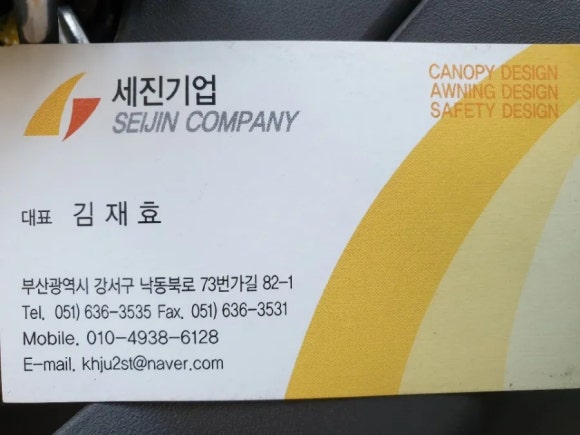 세진기업
SEIJIN COMPANY
CANOPY DESIGN
AWNING DESIGN
SAFETY DESIGN
대표 김재효
부산광역시 강서구 낙동북로 73번가길 82-1
Tel. 051) 636-3535 Fax. 051) 636-3531
Mobile. 010-4938-6128
E-mail. khju2st@naver.com